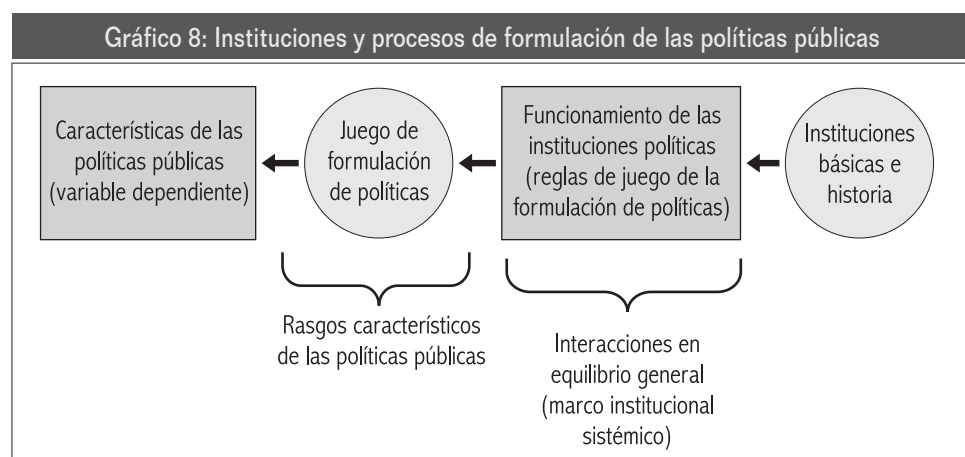 Gráfico 8: Instituciones y procesos de formulación de las políticas públicas
Características de las
políticas públicas
(variable dependiente)
Juego de
formulación
de políticas
Funcionamiento de las
instituciones políticas
(reglas de juego de la
formulación de políticas)
Instituciones
básicas e
historia
Rasgos característicos
de las políticas públicas
Interacciones en
equilibrio general
(marco institucional
sistémico)